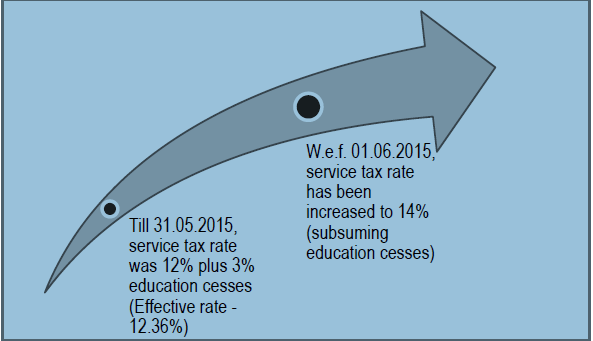 Till 31.05.2015,
service tax rate
was 12% plus 3%
education cesses
(Effective rate -
12.36%)
W.e.f. 01.06.2015,
service tax rate
has been
increased to 14%
(subsuming
education cesses)